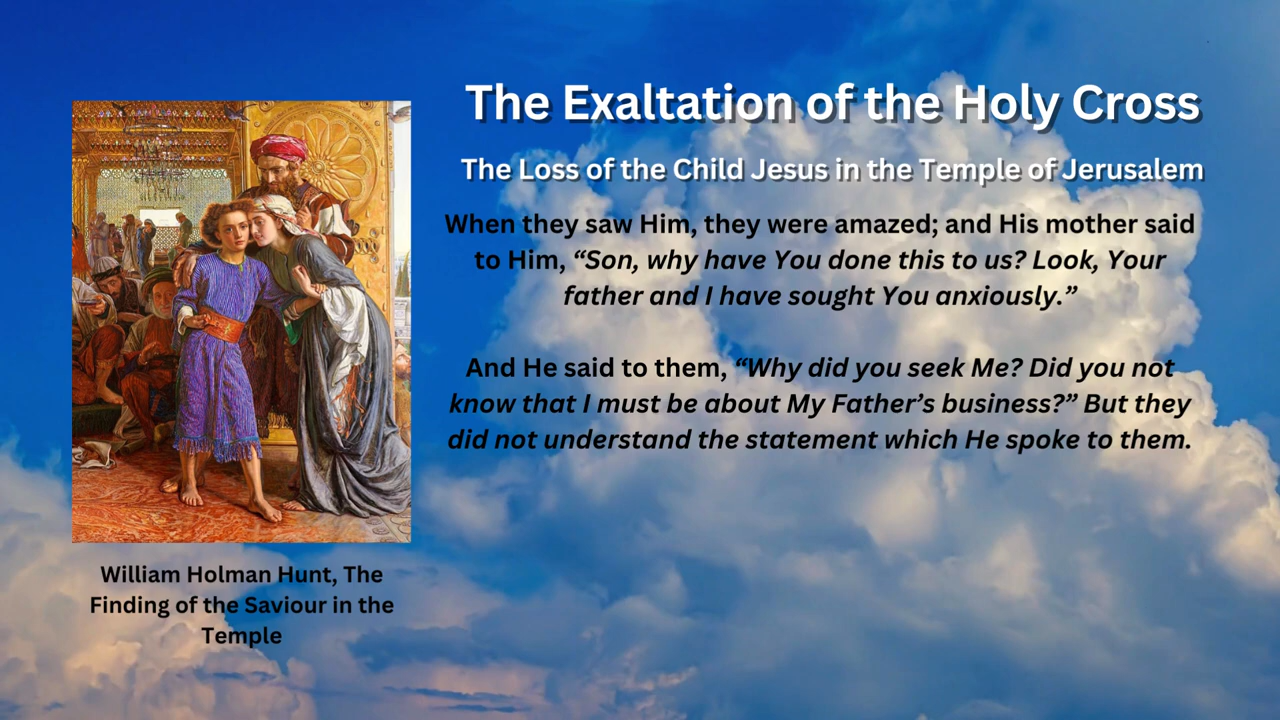 The Exaltation of the Holy Cross
The Loss of the Child Jesus in the Temple of Jerusalem
When they saw Him, they were amazed; and His mother said
to Him, “Son, why have You done this to us? Look, Your
father and I have sought You anxiously.”
And He said to them, “Why did you seek Me? Did you not
know that I must be about My Father’s business?” But they
did not understand the statement which He spoke to them.
William Holman Hunt, The
Finding of the Saviour in the
Temple